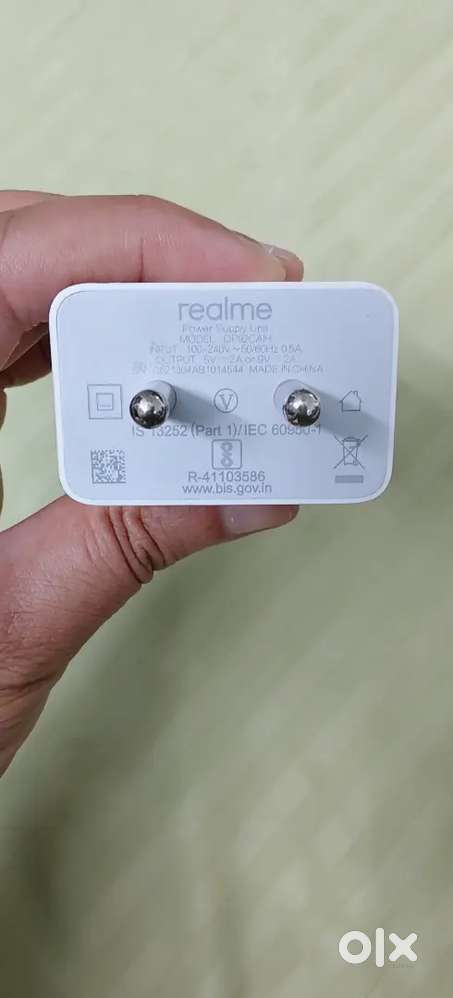 realme
Power Supply Unit
MODEL: OP92CAIH
INPUT: 100-240V ~50/60Hz 0.5A
OUTPUT: 5V ⎓ 2A or 9V ⎓ 2A
MADE IN CHINA
V
IS 13252 (Part 1)/IEC 60950-1
R-41103586
www.bis.gov.in
olx